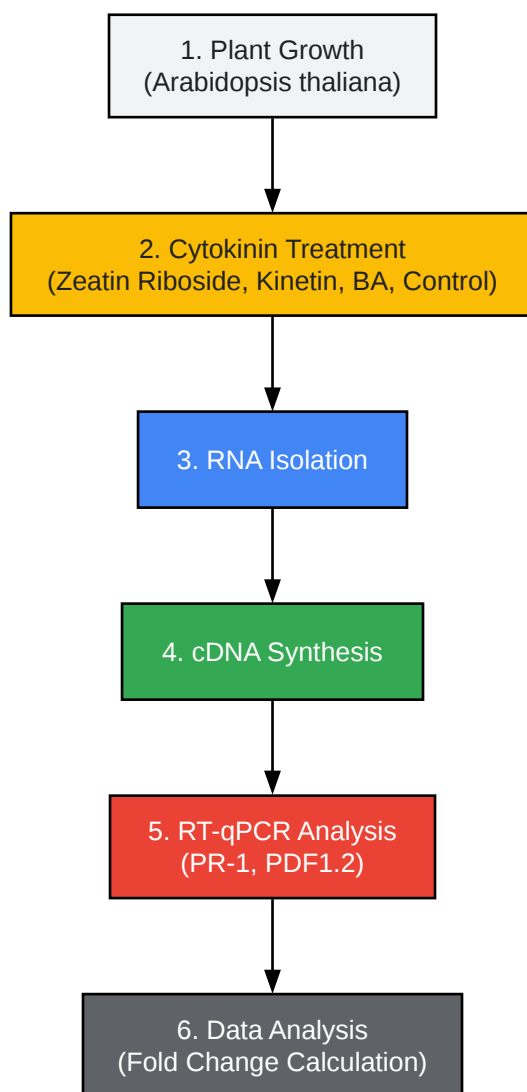 1. Plant Growth
(Arabidopsis thaliana)
2. Cytokinin Treatment
(Zeatin Riboside, Kinetin, BA, Control)
3. RNA Isolation
4. cDNA Synthesis
5. RT-qPCR Analysis
(PR-1, PDF1.2)
6. Data Analysis
(Fold Change Calculation)